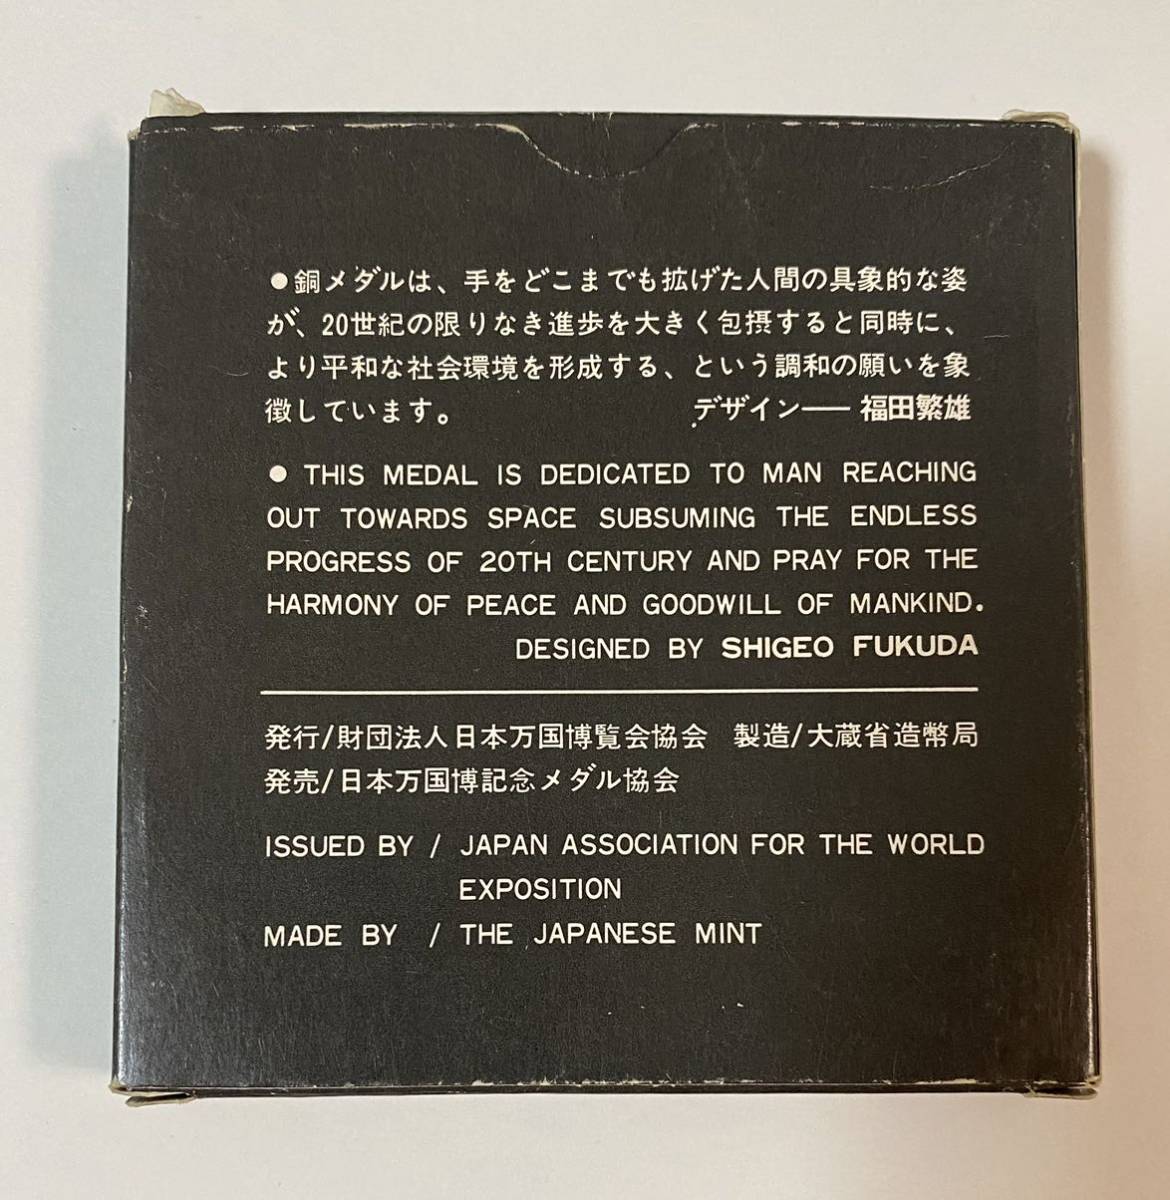 ●銅メダルは、手をどこまでも拡げた人間の具象的な姿
が、20世紀の限りなき進歩を大きく包摂すると同時に、
より平和な社会環境を形成する、という調和の願いを象
徴しています。 デザイン── 福田繁雄
● THIS MEDAL IS DEDICATED TO MAN REACHING
OUT TOWARDS SPACE SUBSUMING THE ENDLESS
PROGRESS OF 20TH CENTURY AND PRAY FOR THE
HARMONY OF PEACE AND GOODWILL OF MANKIND.
DESIGNED BY SHIGEO FUKUDA
発行/財団法人日本万国博覧会協会 製造/大蔵省造幣局
発売/日本万国博記念メダル協会
ISSUED BY / JAPAN ASSOCIATION FOR THE WORLD
EXPOSITION
MADE BY / THE JAPANESE MINT